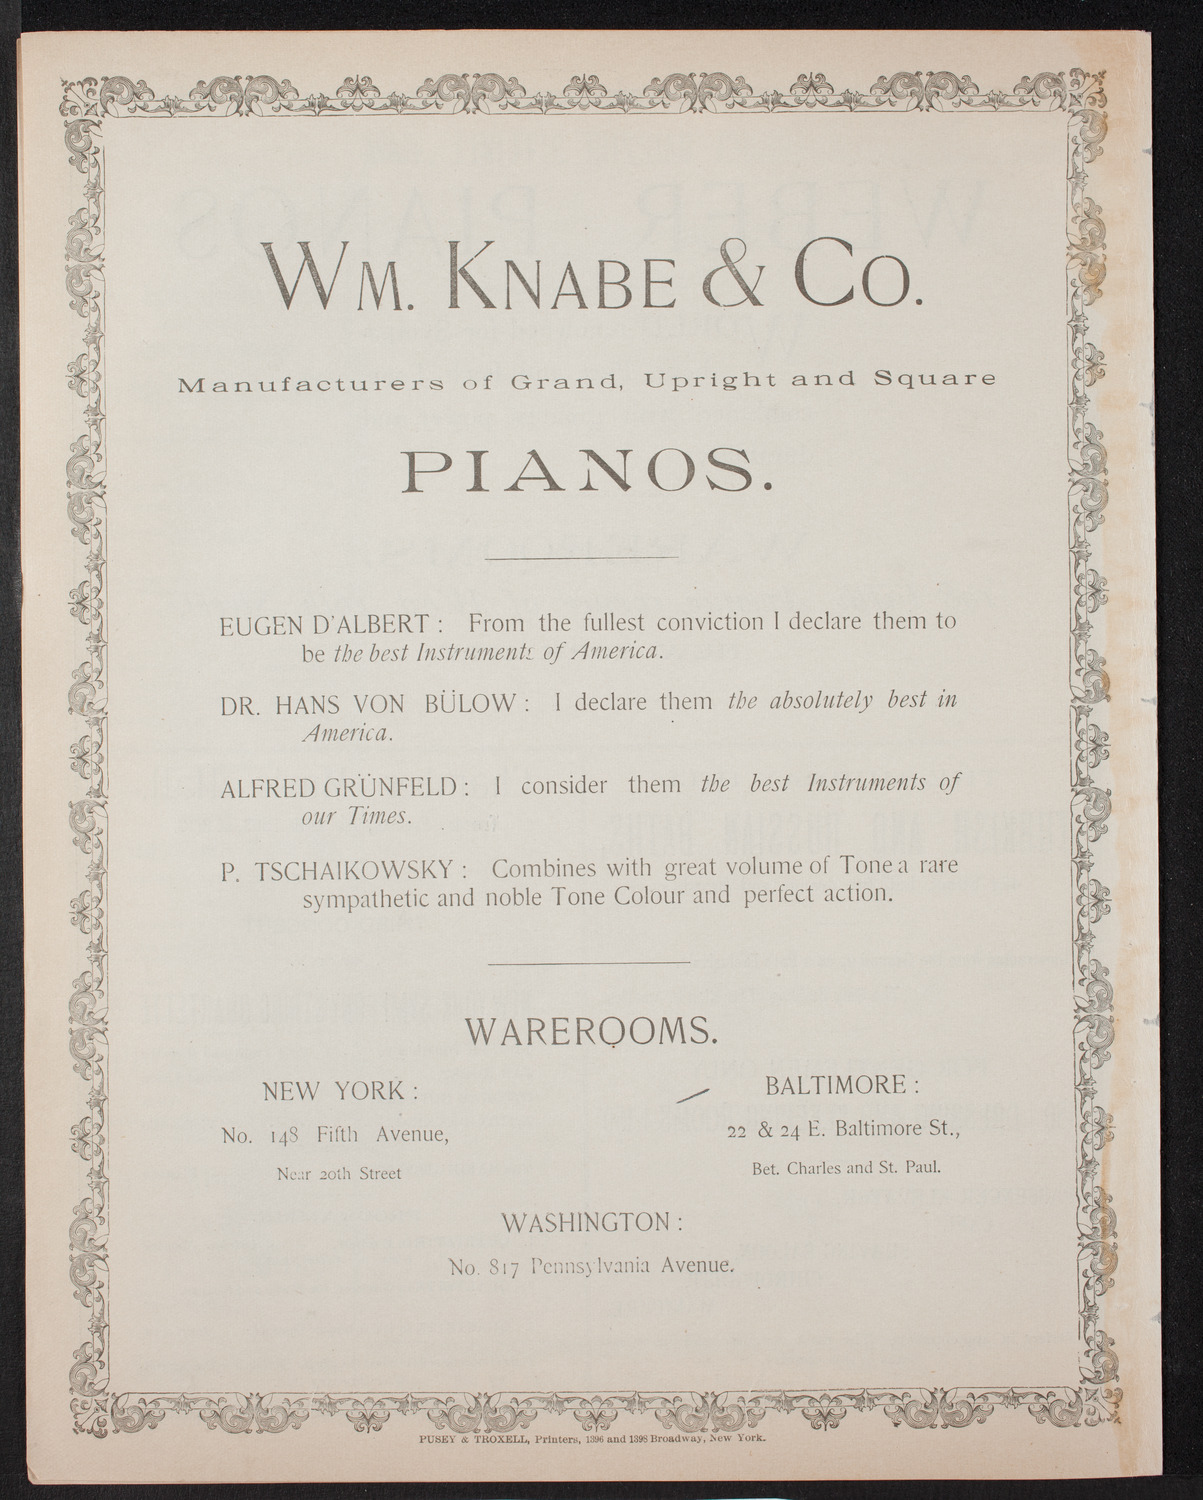 WM. KNABE & CO.
Manufacturers of Grand, Upright and Square
PIANOS.
EUGEN D'ALBERT : From the fullest conviction I declare them to
be the best Instruments of America.
DR. HANS VON BÜLOW : I declare them the absolutely best in
America.
ALFRED GRÜNFELD : I consider them the best Instruments of
our Times.
P. TSCHAIKOWSKY : Combines with great volume of Tone a rare
sympathetic and noble Tone Colour and perfect action.
WAREROOMS.
NEW YORK :
No. 148 Fifth Avenue,
Near 20th Street
BALTIMORE :
22 & 24 E. Baltimore St.,
Bet. Charles and St. Paul.
WASHINGTON :
No. 817 Pennsylvania Avenue.
PUSEY & TROXELL, Printers, 1396 and 1398 Broadway, New York.